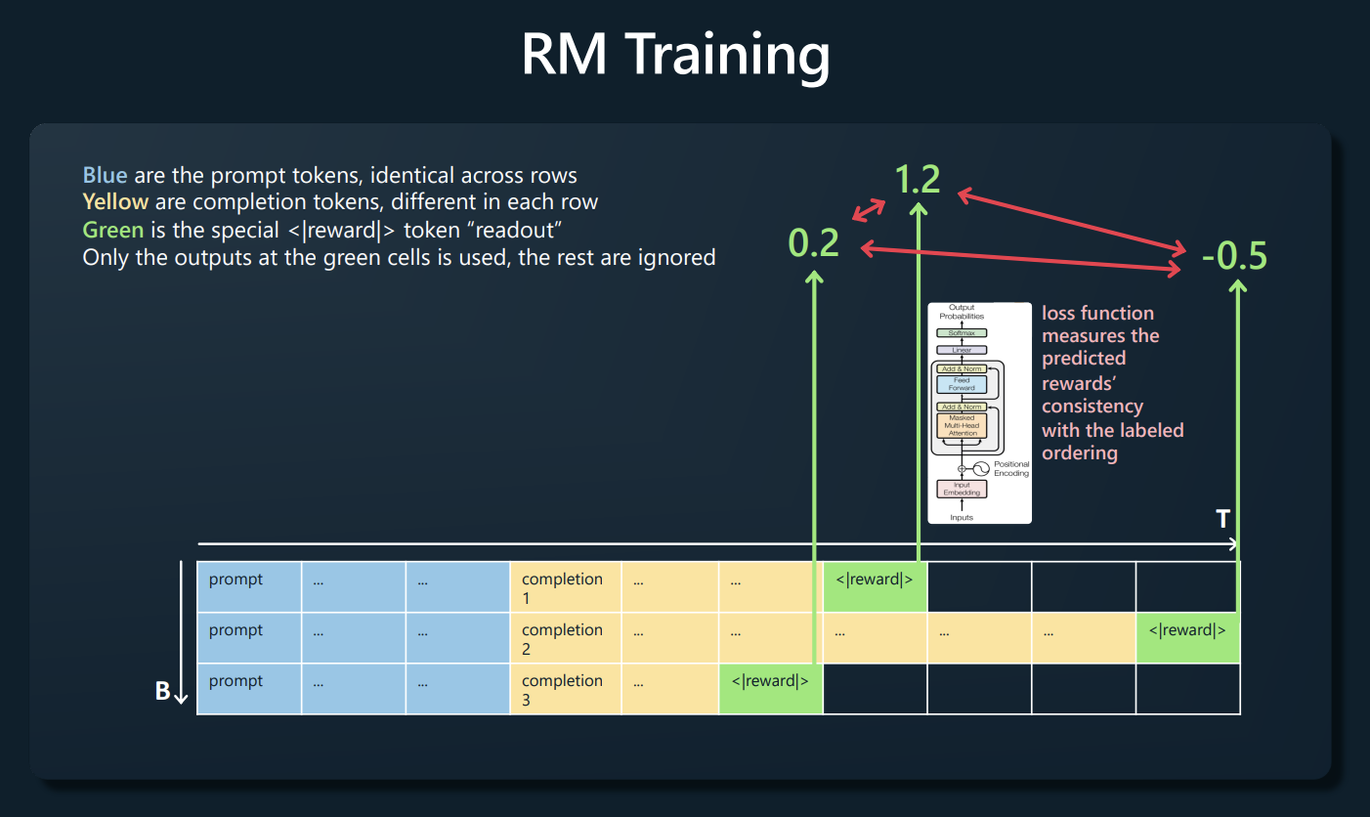 RM Training
Blue are the prompt tokens, identical across rows
Yellow are completion tokens, different in each row
Green is the special <|reward|> token “readout”
Only the outputs at the green cells is used, the rest are ignored
1.2
0.2
-0.5
Output
Probabilities
Softmax
Linear
Add & Norm
Feed
Forward
Add & Norm
Masked
Multi-Head
Attention
Positional
Encoding
Input
Embedding
Inputs
loss function
measures the
predicted
rewards’
consistency
with the labeled
ordering
T
B
prompt ... ... completion ... ... <|reward|>
1
prompt ... ... completion ... ... ... ... ... <|reward|>
2
prompt ... ... completion ... <|reward|>
3